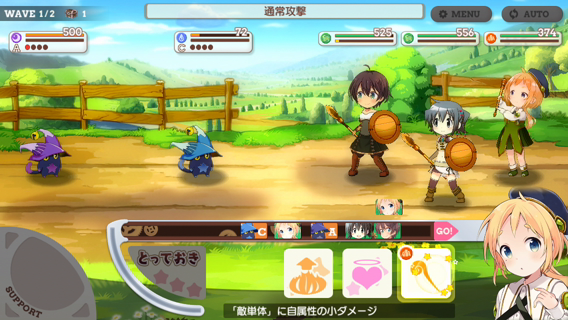 WAVE 1/2 1
通常攻撃
MENU
AUTO
500
A
72
C
525
556
374
C
A
GO!
とっておき
SUPPORT
「敵単体」に自属性の小ダメージ